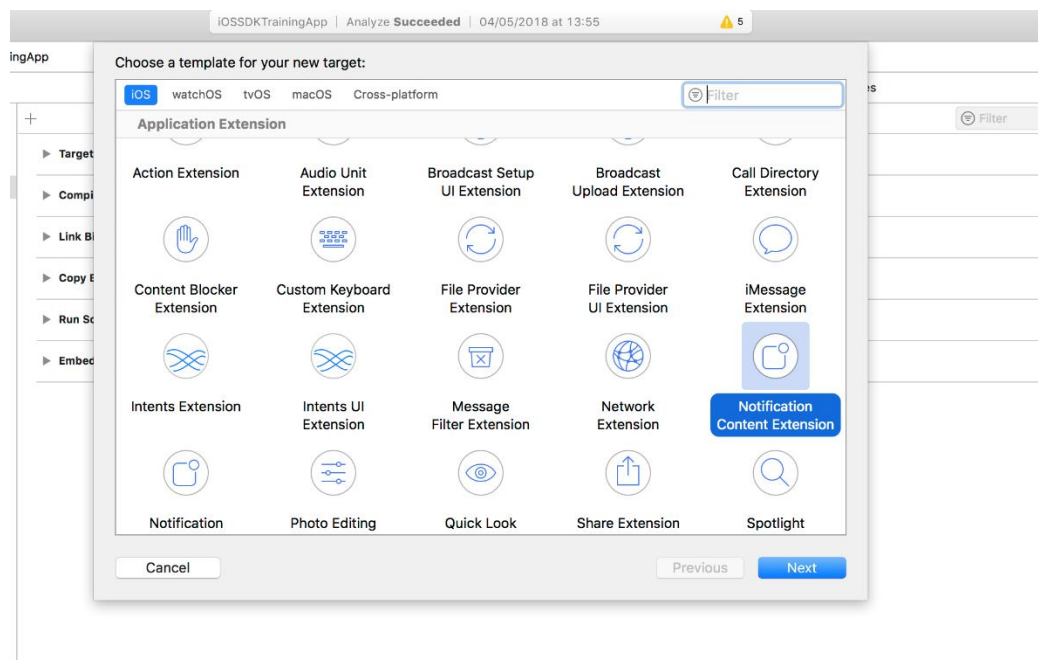 iOSSDKTrainingApp | Analyze Succeeded | 04/05/2018 at 13:55
5
ingApp
Choose a template for your new target:
iOS watchOS tvOS macOS Cross-platform
Filter
es
Application Extension
+
Filter
Target
Compi
Link Bi
Copy B
Run Sc
Embed
Action Extension
Audio Unit
Extension
Broadcast Setup
UI Extension
Broadcast
Upload Extension
Call Directory
Extension
Content Blocker
Extension
Custom Keyboard
Extension
File Provider
Extension
File Provider
UI Extension
iMessage
Extension
Intents Extension
Intents UI
Extension
Message
Filter Extension
Network
Extension
Notification
Content Extension
Notification
Photo Editing
Quick Look
Share Extension
Spotlight
Cancel
Previous
Next